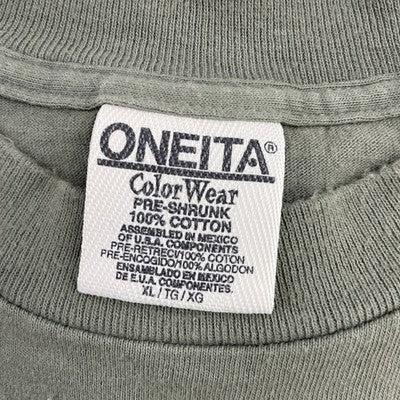 ONEITA®
Color Wear
PRE-SHRUNK
100% COTTON
ASSEMBLED IN MEXICO
OF U.S.A. COMPONENTS
PRE-RETRECI/100% COTON
PRE-ENCOGIDO/100% ALGODON
ENSAMBLADO EN MEXICO
DE E.U.A. COMPONENTES.
XL / TG / XG